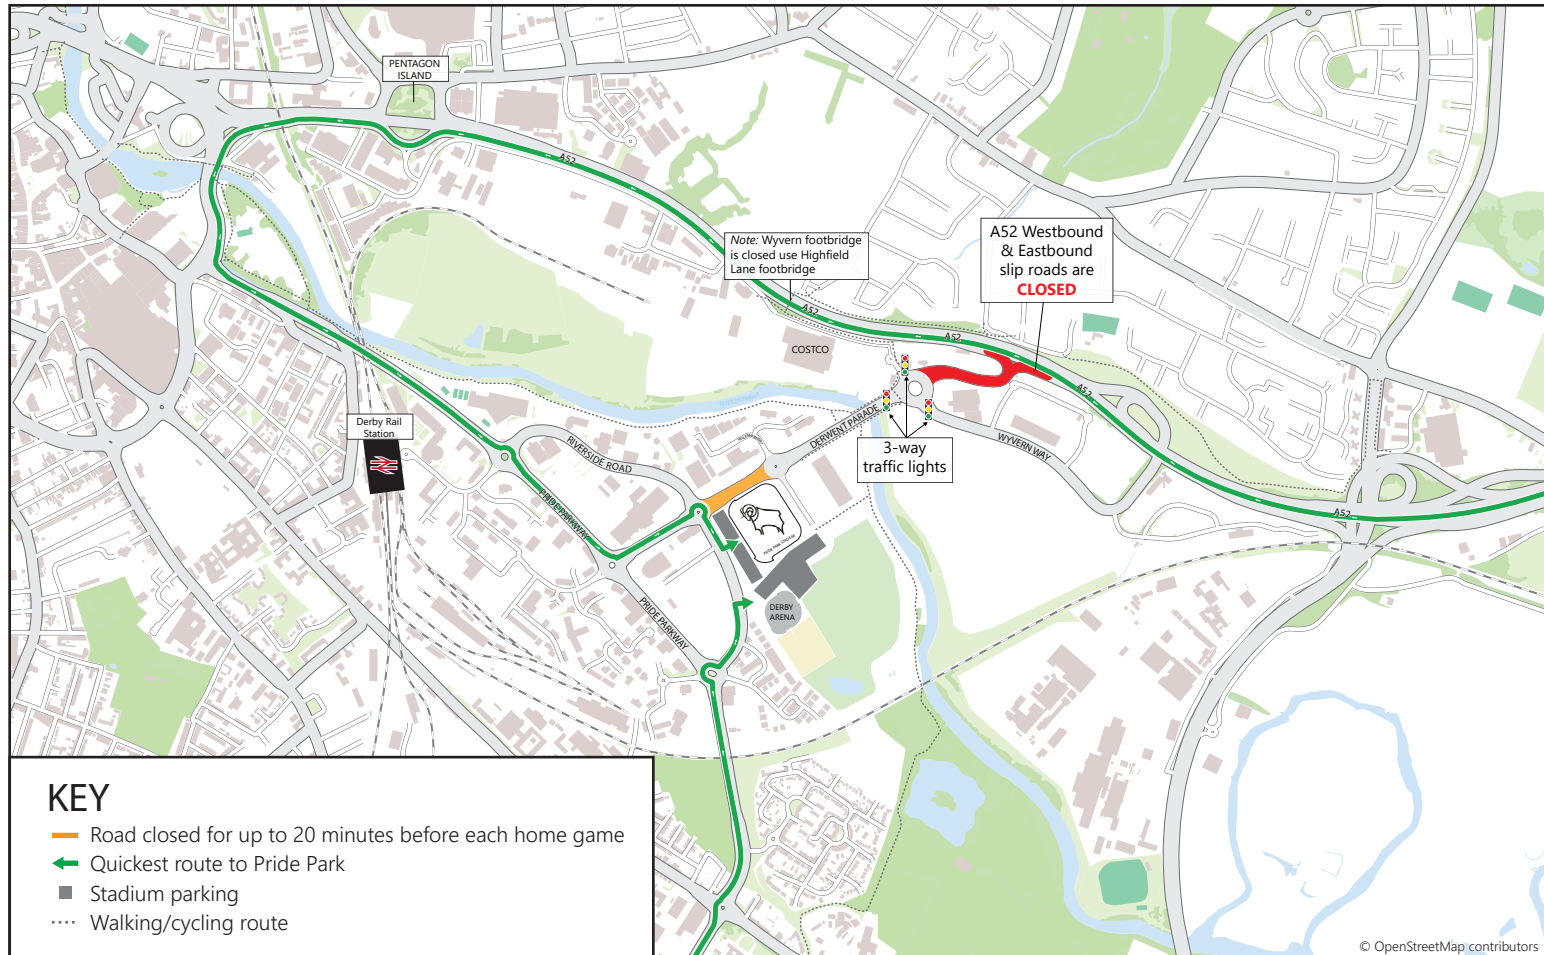 PENTAGON
ISLAND
A52
Note: Wyvern footbridge
is closed use Highfield
Lane footbridge
A52 Westbound
& Eastbound
slip roads are
CLOSED
A52
A52
COSTCO
A52
Derby Rail
Station
DERWENT PARADE
3-way
traffic lights
WYVERN WAY
RIVERSIDE ROAD
PRIDE PARKWAY
A52
PRIDE PARK STADIUM
DERBY
ARENA
PRIDE PARKWAY
KEY
Road closed for up to 20 minutes before each home game
Quickest route to Pride Park
Stadium parking
Walking/cycling route
© OpenStreetMap contributors